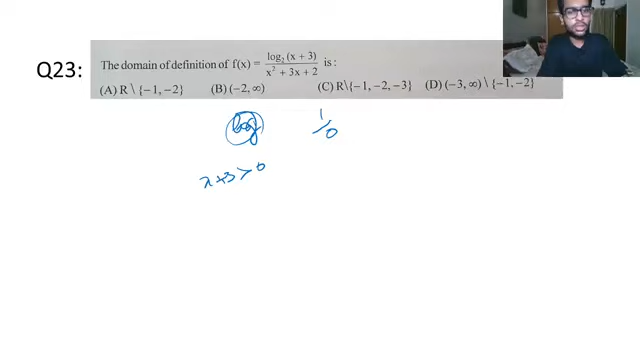 Q23: The domain of definition of f(x) = log₂ (x + 3) / x² + 3x + 2 is :
(A) R \ {−1, −2} (B) (−2, ∞) (C) R\{−1, −2, −3} (D) (−3, ∞) \ {−1, −2}
log 1/0
x+3>0